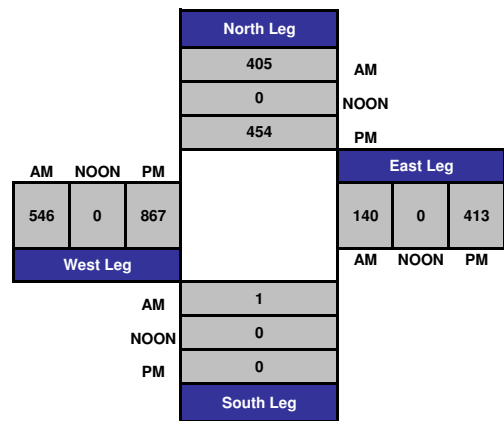 North Leg
405 AM
0 NOON
454 PM
AM NOON PM East Leg
546 0 867 140 0 413
West Leg AM NOON PM
AM 1
NOON 0
PM 0
South Leg